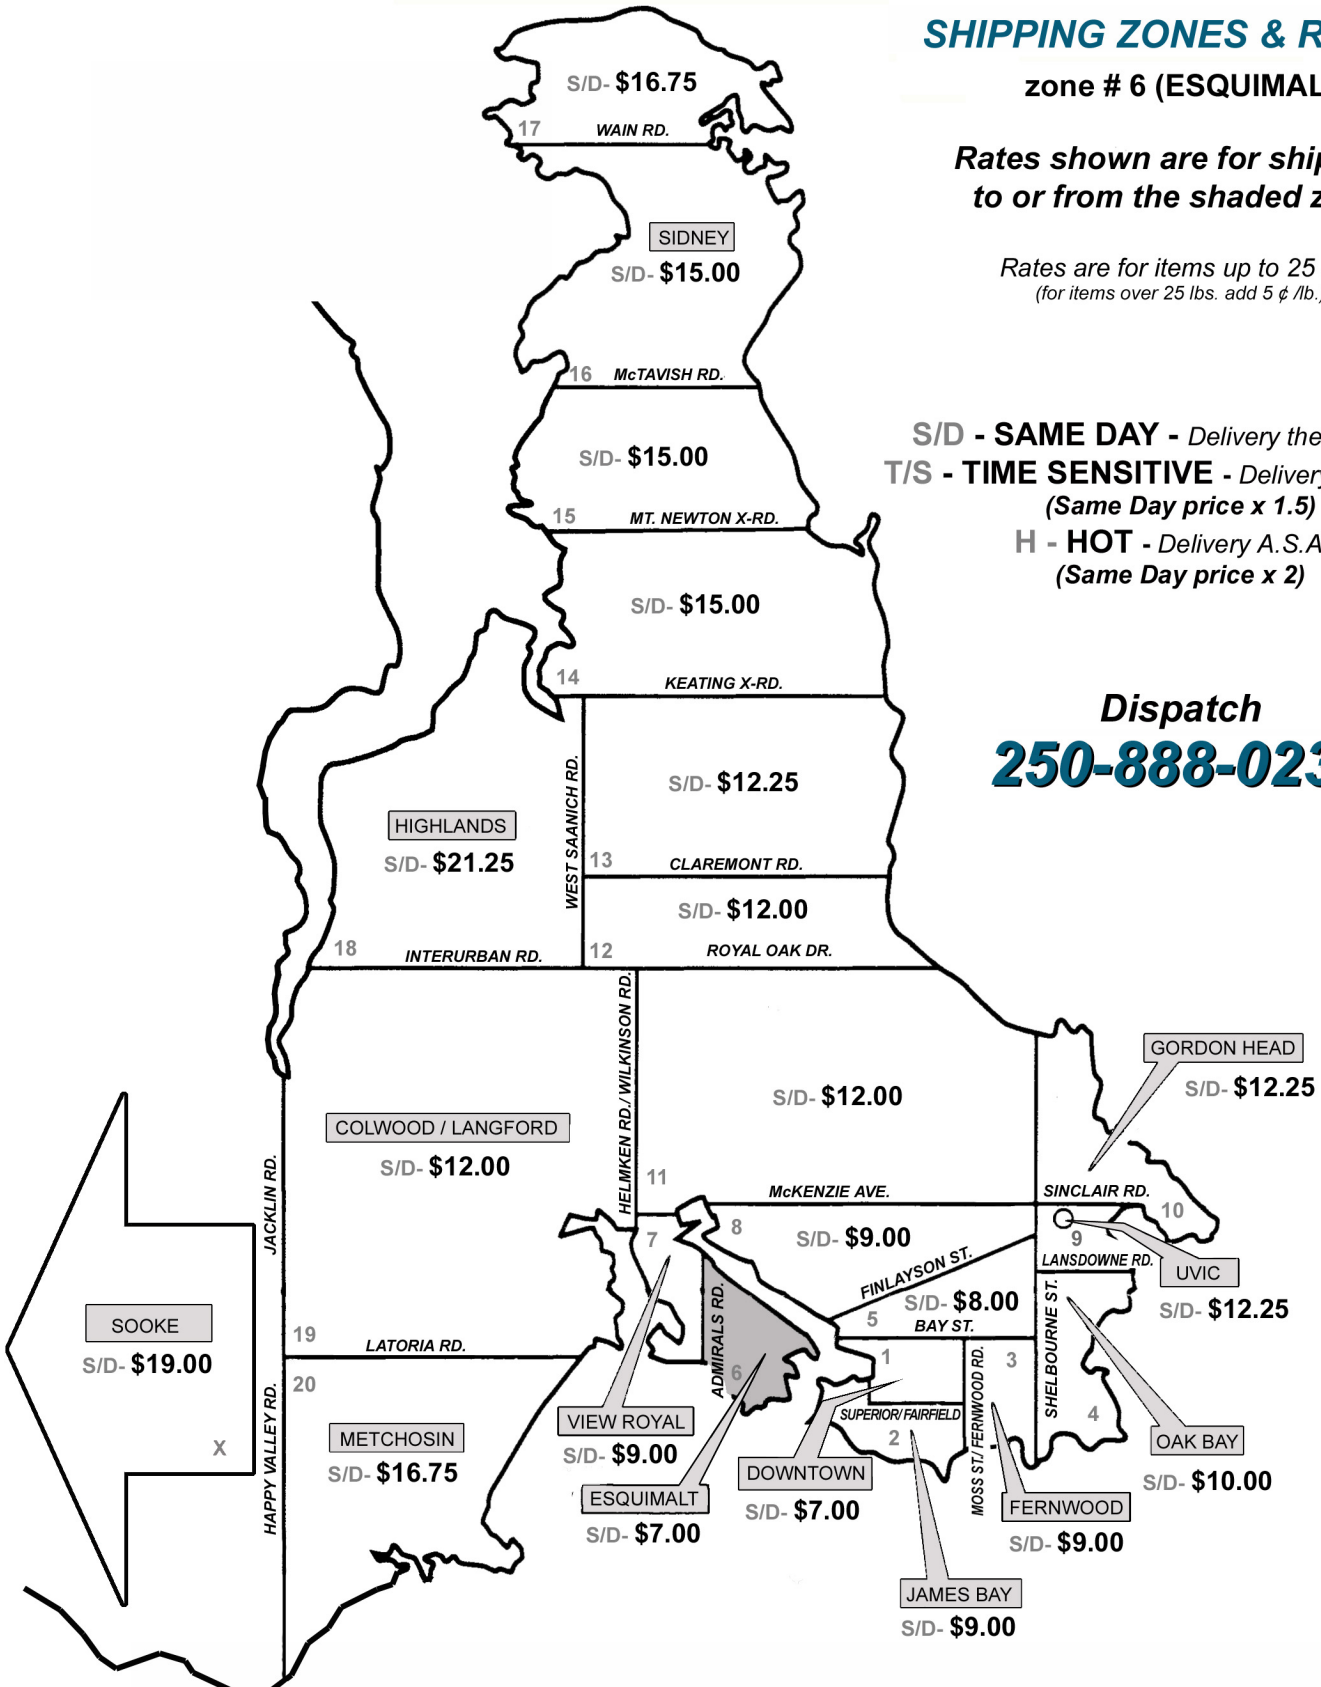 SHIPPING ZONES & R
zone # 6 (ESQUIMAL
Rates shown are for ship
to or from the shaded z
Rates are for items up to 25
(for items over 25 lbs. add 5 ¢ /lb.
S/D - SAME DAY - Delivery the
T/S - TIME SENSITIVE - Delivery
(Same Day price x 1.5)
H - HOT - Delivery A.S.A
(Same Day price x 2)
Dispatch
250-888-023
S/D- $16.75
17
WAIN RD.
SIDNEY
S/D- $15.00
16
McTAVISH RD.
S/D- $15.00
15
MT. NEWTON X-RD.
S/D- $15.00
14
KEATING X-RD.
WEST SAANICH RD.
S/D- $12.25
13
CLAREMONT RD.
HIGHLANDS
S/D- $21.25
18
INTERURBAN RD.
S/D- $12.00
12
ROYAL OAK DR.
HELMKEN RD./ WILKINSON RD.
S/D- $12.00
11
McKENZIE AVE.
GORDON HEAD
S/D- $12.25
SINCLAIR RD.
10
COLWOOD / LANGFORD
S/D- $12.00
JACKLIN RD.
19
LATORIA RD.
7
8
S/D- $9.00
FINLAYSON ST.
9
LANSDOWNE RD.
UVIC
S/D- $12.25
S/D- $8.00
5
BAY ST.
SOOKE
S/D- $19.00
X
HAPPY VALLEY RD.
20
METCHOSIN
S/D- $16.75
ADMIRALS RD.
6
1
3
SHELBOURNE ST.
4
MOSS ST./ FERNWOOD RD.
SUPERIOR/ FAIRFIELD
2
VIEW ROYAL
S/D- $9.00
ESQUIMALT
S/D- $7.00
DOWNTOWN
S/D- $7.00
OAK BAY
S/D- $10.00
FERNWOOD
S/D- $9.00
JAMES BAY
S/D- $9.00